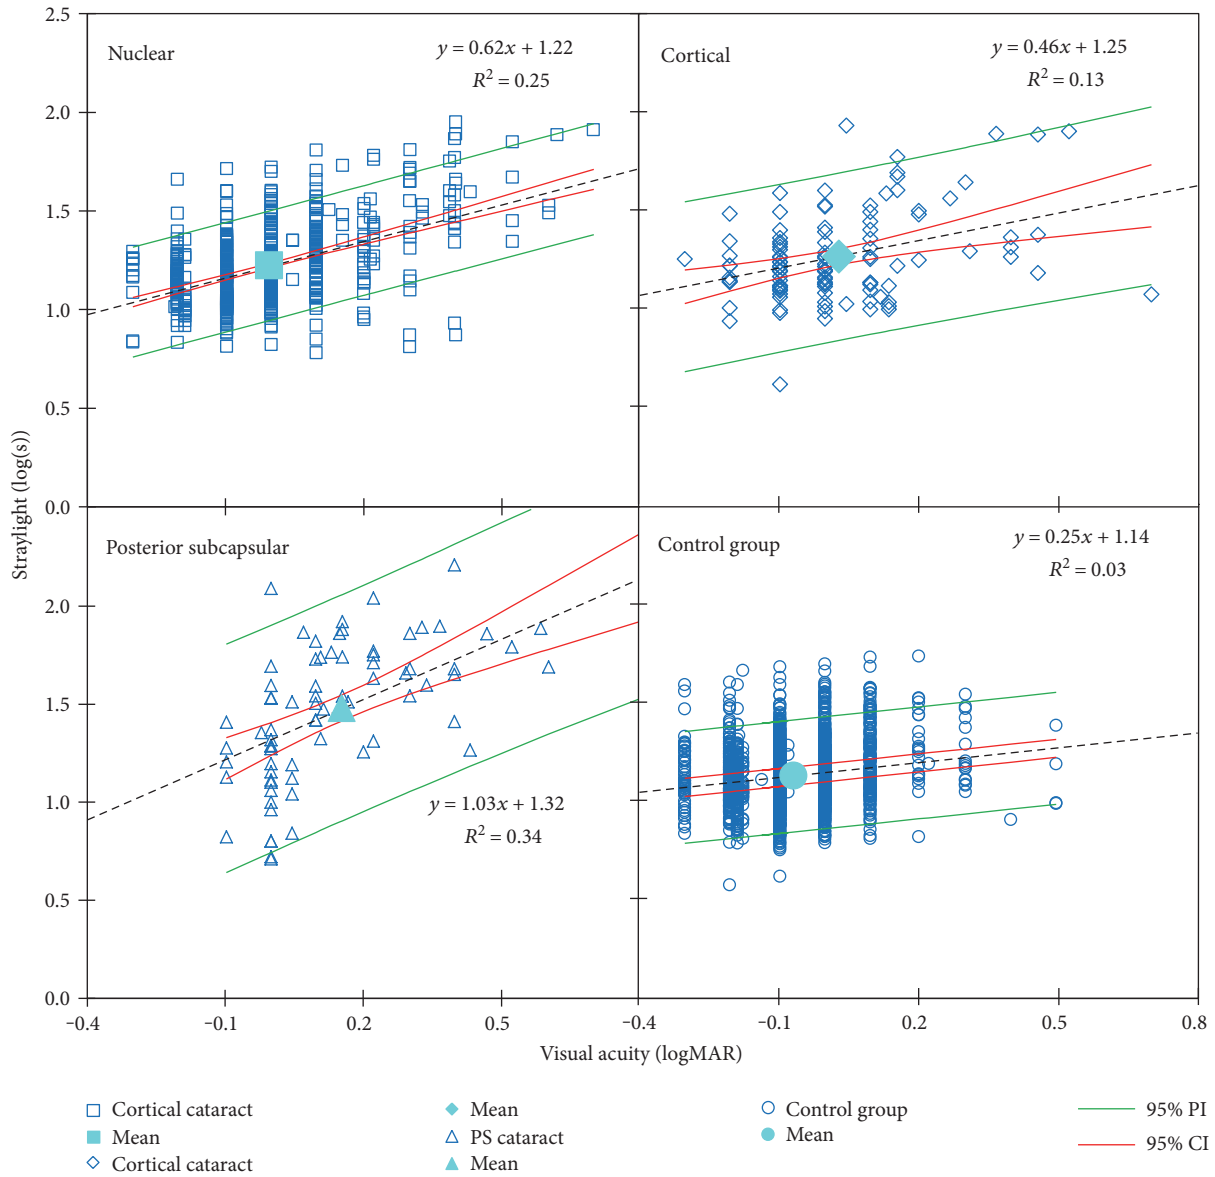 2.5
2.0
1.5
1.0
0.5
0.0
Nuclear
y = 0.62x + 1.22
R² = 0.25
Cortical
y = 0.46x + 1.25
R² = 0.13
Straylight (log(s))
2.0
1.5
1.0
0.5
0.0
Posterior subcapsular
y = 1.03x + 1.32
R² = 0.34
Control group
y = 0.25x + 1.14
R² = 0.03
−0.4 −0.1 0.2 0.5 −0.4 −0.1 0.2 0.5 0.8
Visual acuity (logMAR)
Cortical cataract
Mean
Cortical cataract
Mean
PS cataract
Mean
Control group
Mean
95% PI
95% CI